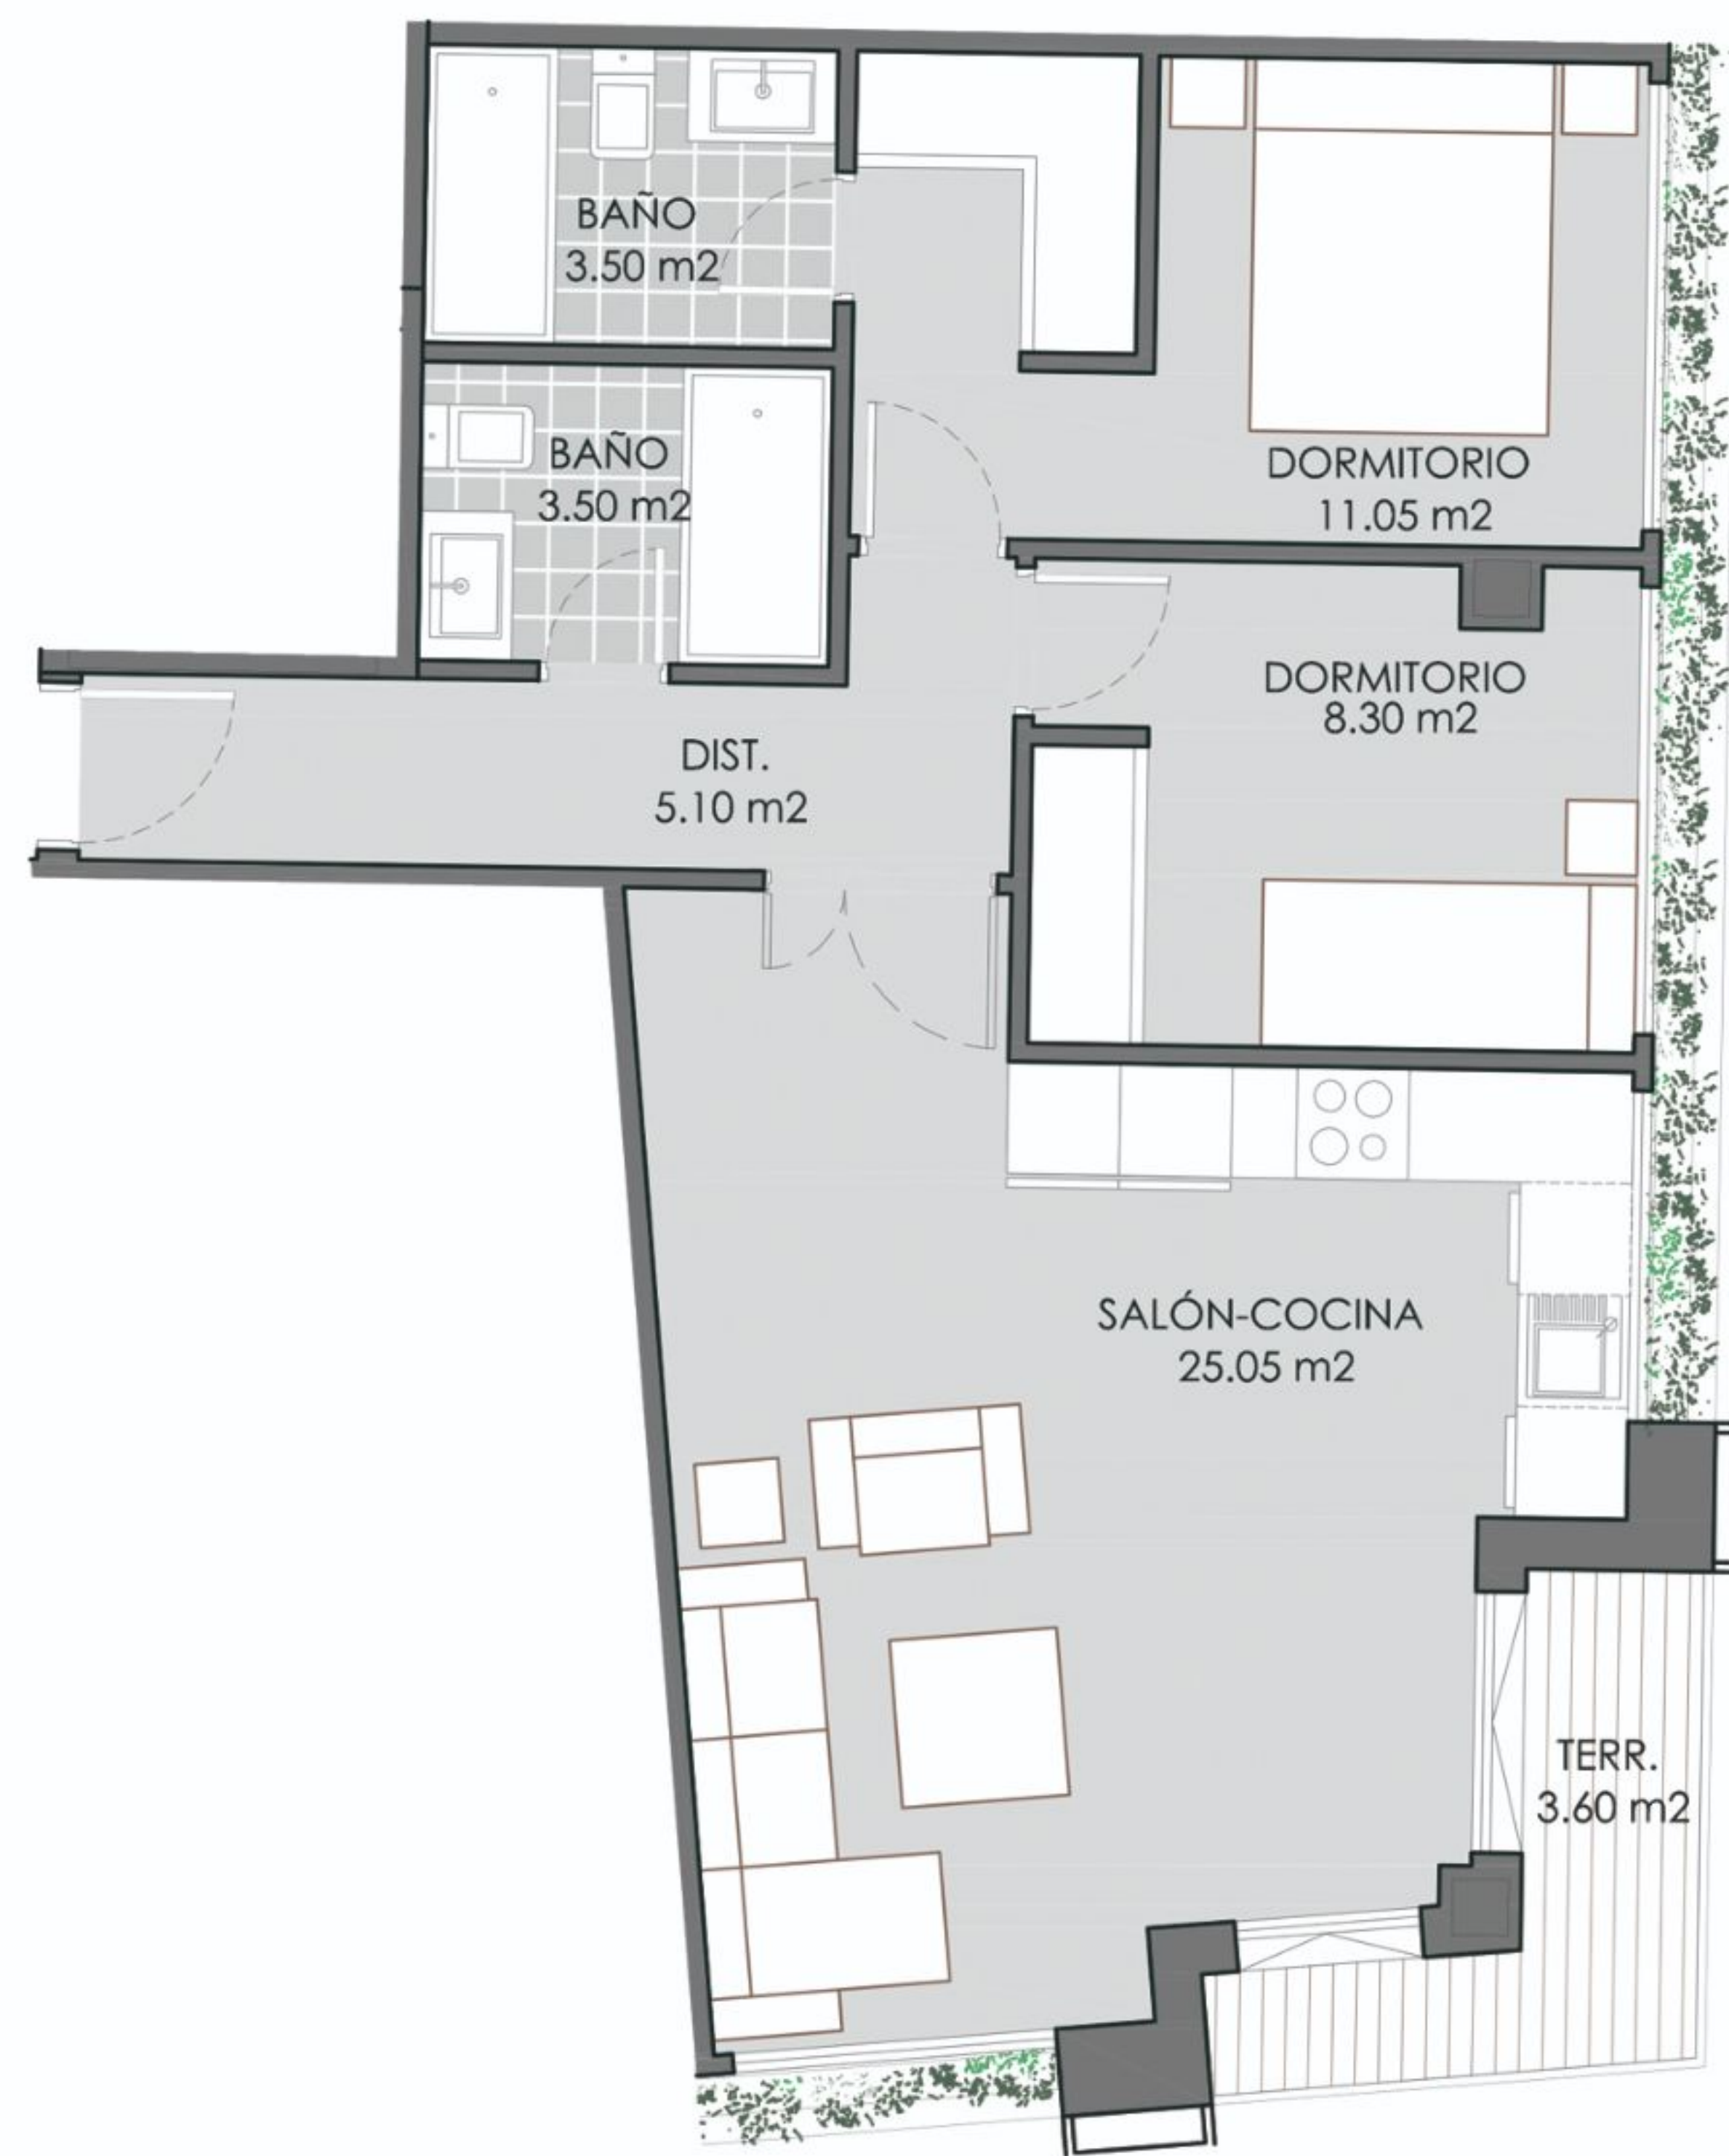 BAÑO
3.50 m2
BAÑO
3.50 m2
DORMITORIO
11.05 m2
DORMITORIO
8.30 m2
DIST.
5.10 m2
SALÓN-COCINA
25.05 m2
TERR.
3.60 m2